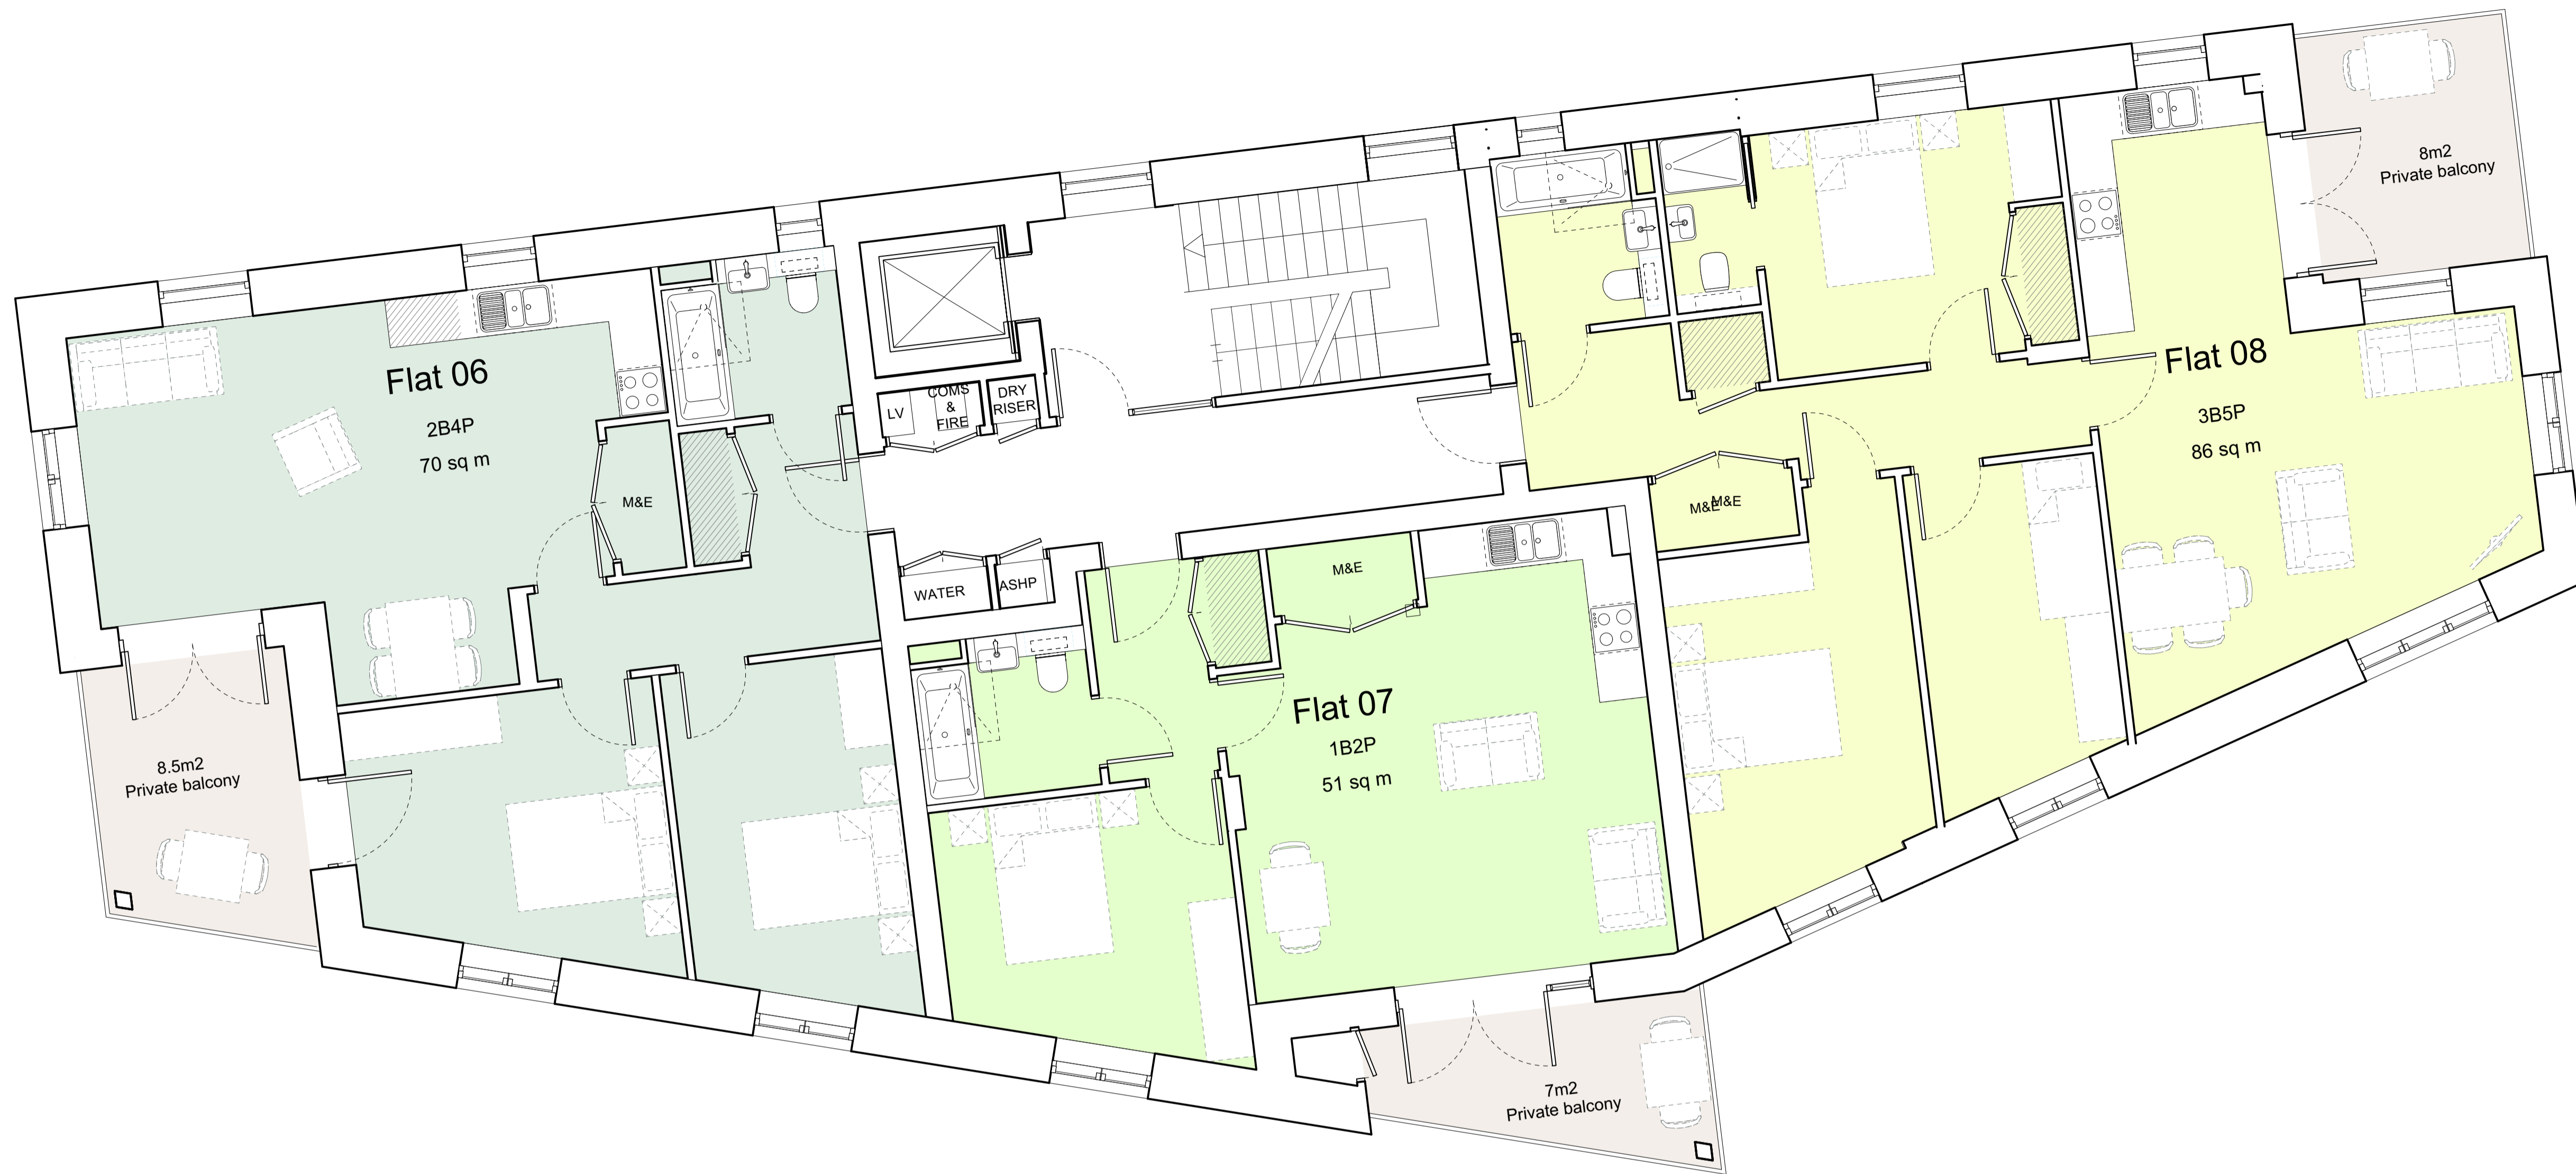 Flat 06
2B4P
70 sq m
M&E
8.5m2
Private balcony
LV
COMS
&
FIRE
DRY
RISER
WATER
ASHP
M&E
Flat 07
1B2P
51 sq m
7m2
Private balcony
M&E
M&E
Flat 08
3B5P
86 sq m
8m2
Private balcony